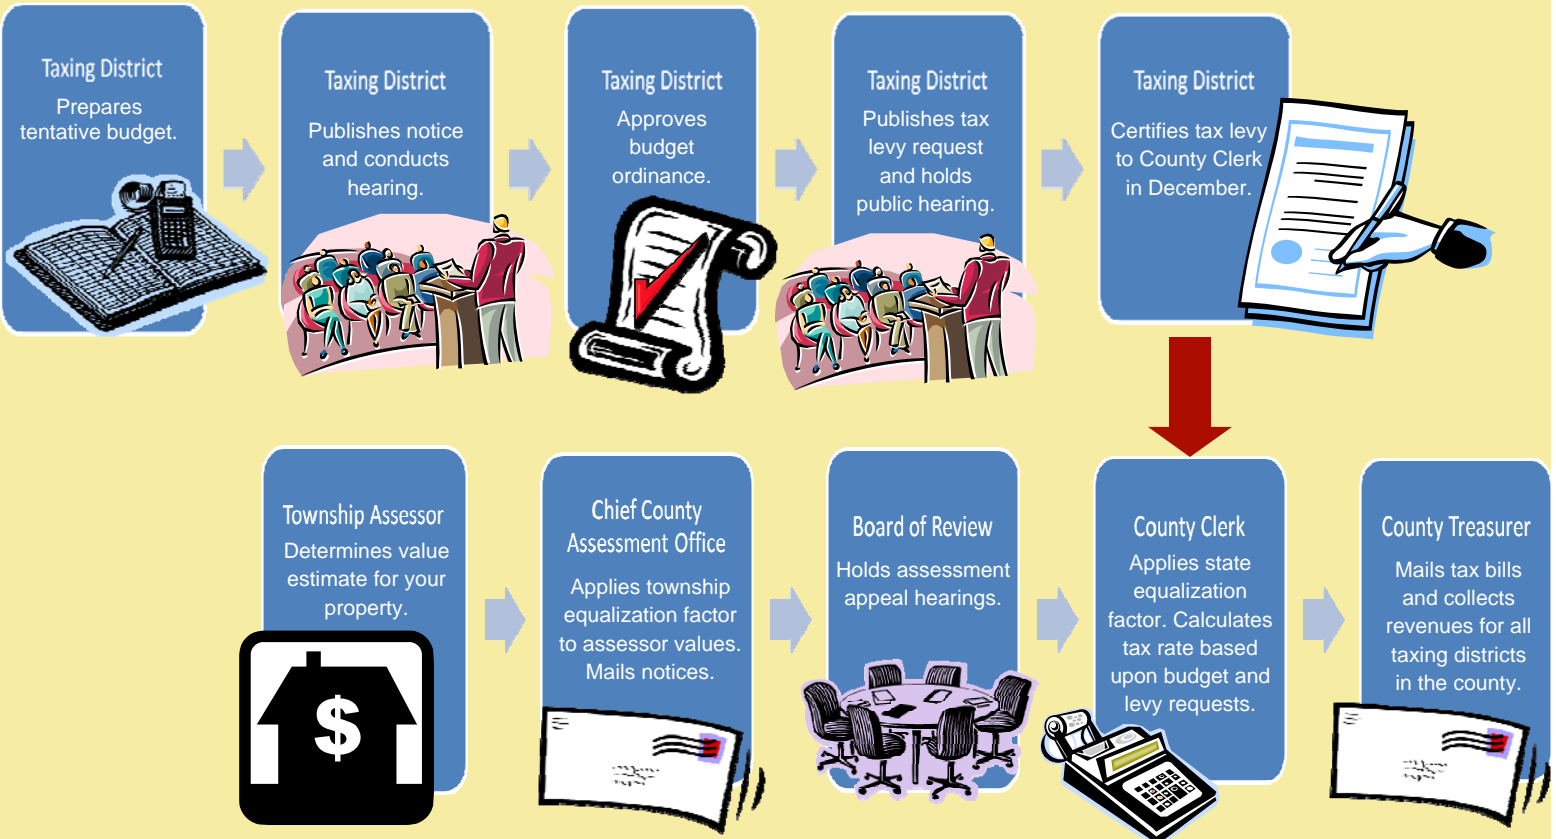 Taxing District
Prepares
tentative budget.
Taxing District
Publishes notice
and conducts
hearing.
Taxing District
Approves
budget
ordinance.
Taxing District
Publishes tax
levy request
and holds
public hearing.
Taxing District
Certifies tax levy
to County Clerk
in December.
Township Assessor
Determines value
estimate for your
property.
$
Chief County
Assessment Office
Applies township
equalization factor
to assessor values.
Mails notices.
Board of Review
Holds assessment
appeal hearings.
County Clerk
Applies state
equalization
factor. Calculates
tax rate based
upon budget and
levy requests.
County Treasurer
Mails tax bills
and collects
revenues for all
taxing districts
in the county.